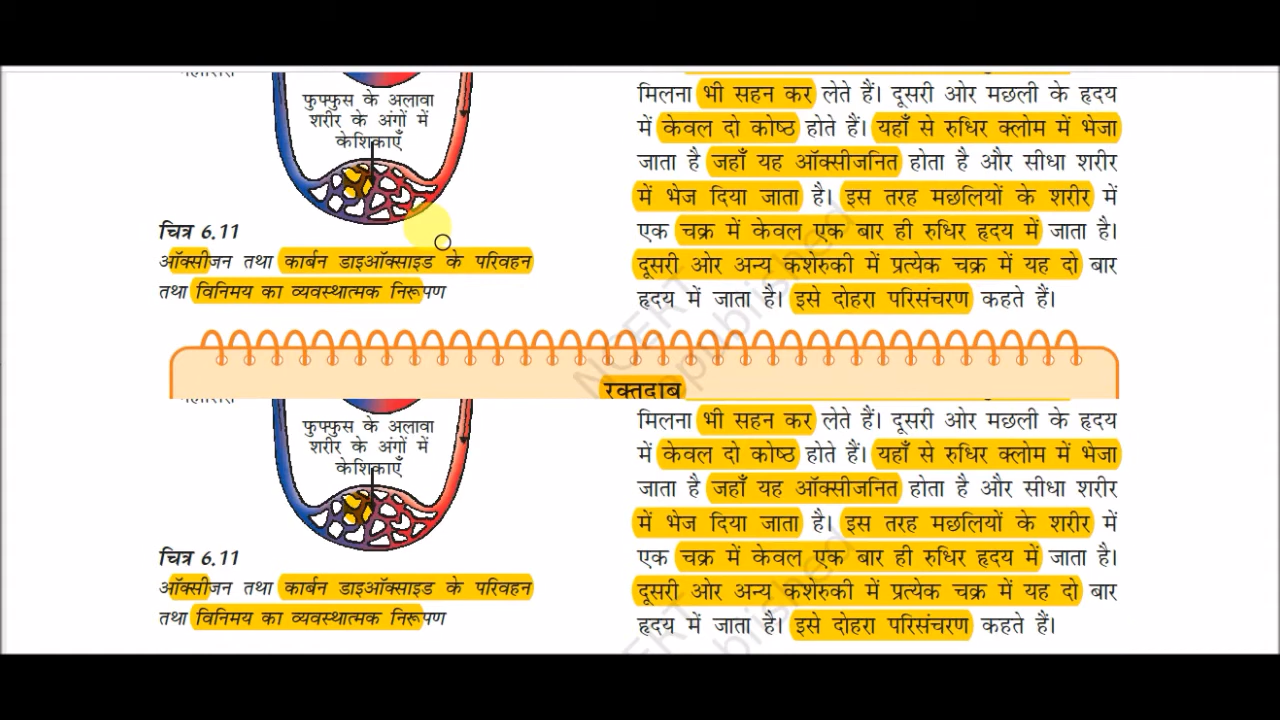 फुफ्फुस के अलावा
शरीर के अंगों में
केशिकाएँ
चित्र 6.11
ऑक्सीजन तथा कार्बन डाइऑक्साइड के परिवहन
तथा विनिमय का व्यवस्थात्मक निरूपण
मिलना भी सहन कर लेते हैं। दूसरी ओर मछली के हृदय
में केवल दो कोष्ठ होते हैं। यहाँ से रुधिर क्लोम में भेजा
जाता है जहाँ यह ऑक्सीजनित होता है और सीधा शरीर
में भेज दिया जाता है। इस तरह मछलियों के शरीर में
एक चक्र में केवल एक बार ही रुधिर हृदय में जाता है।
दूसरी ओर अन्य कशेरुकी में प्रत्येक चक्र में यह दो बार
हृदय में जाता है। इसे दोहरा परिसंचरण कहते हैं।
रक्तदाब
फुफ्फुस के अलावा
शरीर के अंगों में
केशिकाएँ
चित्र 6.11
ऑक्सीजन तथा कार्बन डाइऑक्साइड के परिवहन
तथा विनिमय का व्यवस्थात्मक निरूपण
मिलना भी सहन कर लेते हैं। दूसरी ओर मछली के हृदय
में केवल दो कोष्ठ होते हैं। यहाँ से रुधिर क्लोम में भेजा
जाता है जहाँ यह ऑक्सीजनित होता है और सीधा शरीर
में भेज दिया जाता है। इस तरह मछलियों के शरीर में
एक चक्र में केवल एक बार ही रुधिर हृदय में जाता है।
दूसरी ओर अन्य कशेरुकी में प्रत्येक चक्र में यह दो बार
हृदय में जाता है। इसे दोहरा परिसंचरण कहते हैं।